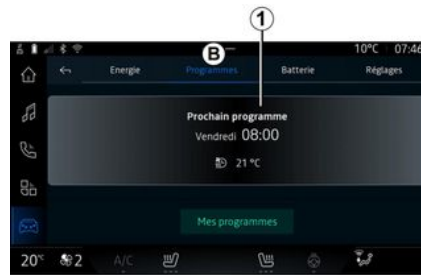 1
B
10°C 07:46
Energie Programmes Batterie Réglages
Prochain programme
Vendredi 08:00
21 °C
Mes programmes
20°C 2 A/C